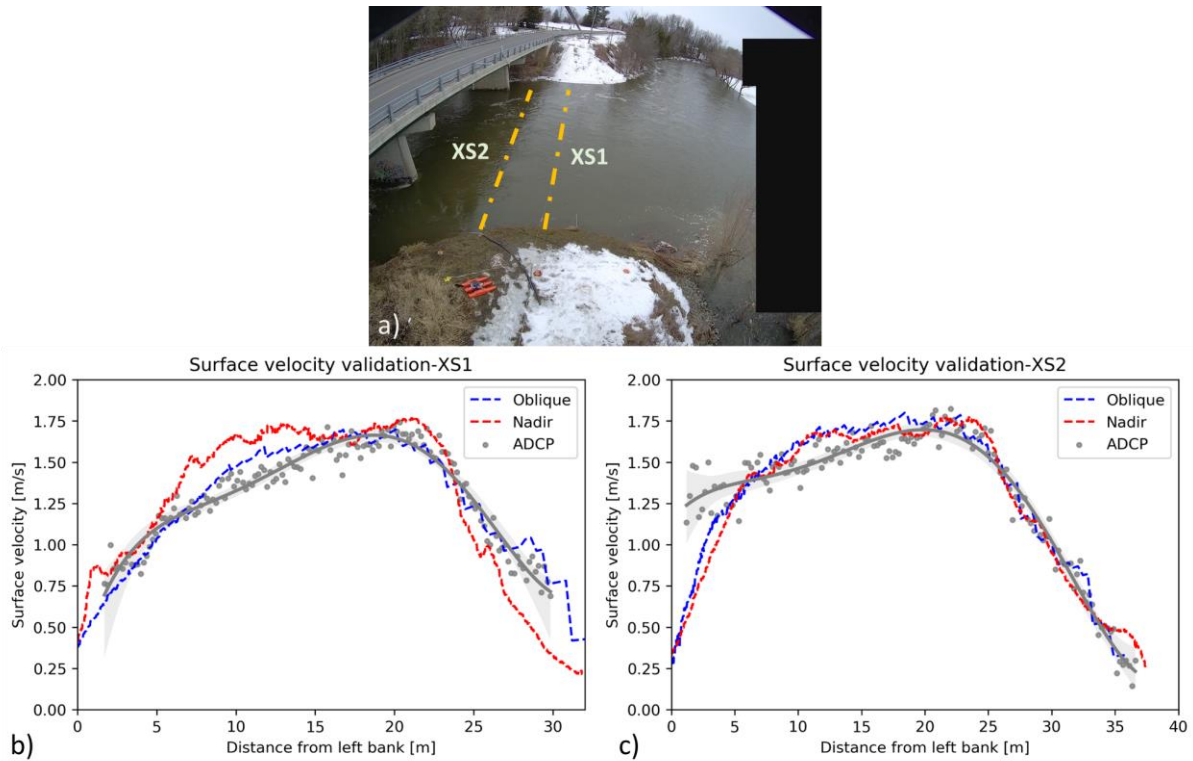 XS2
XS1
a)
Surface velocity validation-XS1
Surface velocity [m/s]
2.00
1.75
1.50
1.25
1.00
0.75
0.50
0.25
0.00
Oblique
Nadir
ADCP
0 5 10 15 20 25 30
Distance from left bank [m]
b)
Surface velocity validation-XS2
Surface velocity [m/s]
2.00
1.75
1.50
1.25
1.00
0.75
0.50
0.25
0.00
Oblique
Nadir
ADCP
0 5 10 15 20 25 30 35 40
Distance from left bank [m]
c)